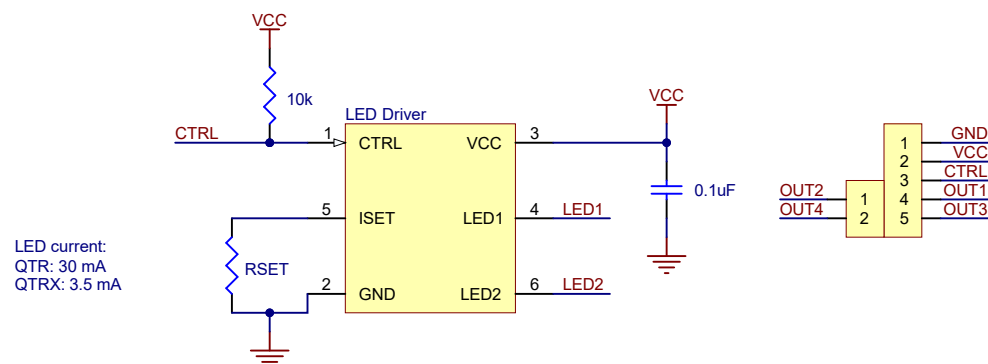 VCC
10k
CTRL
LED Driver
1
CTRL
VCC
3
VCC
0.1uF
5
ISET
LED1
4
LED1
RSET
2
GND
LED2
6
LED2
LED current:
QTR: 30 mA
QTRX: 3.5 mA
1
GND
2
VCC
3
CTRL
OUT2
1
4
OUT1
OUT4
2
5
OUT3